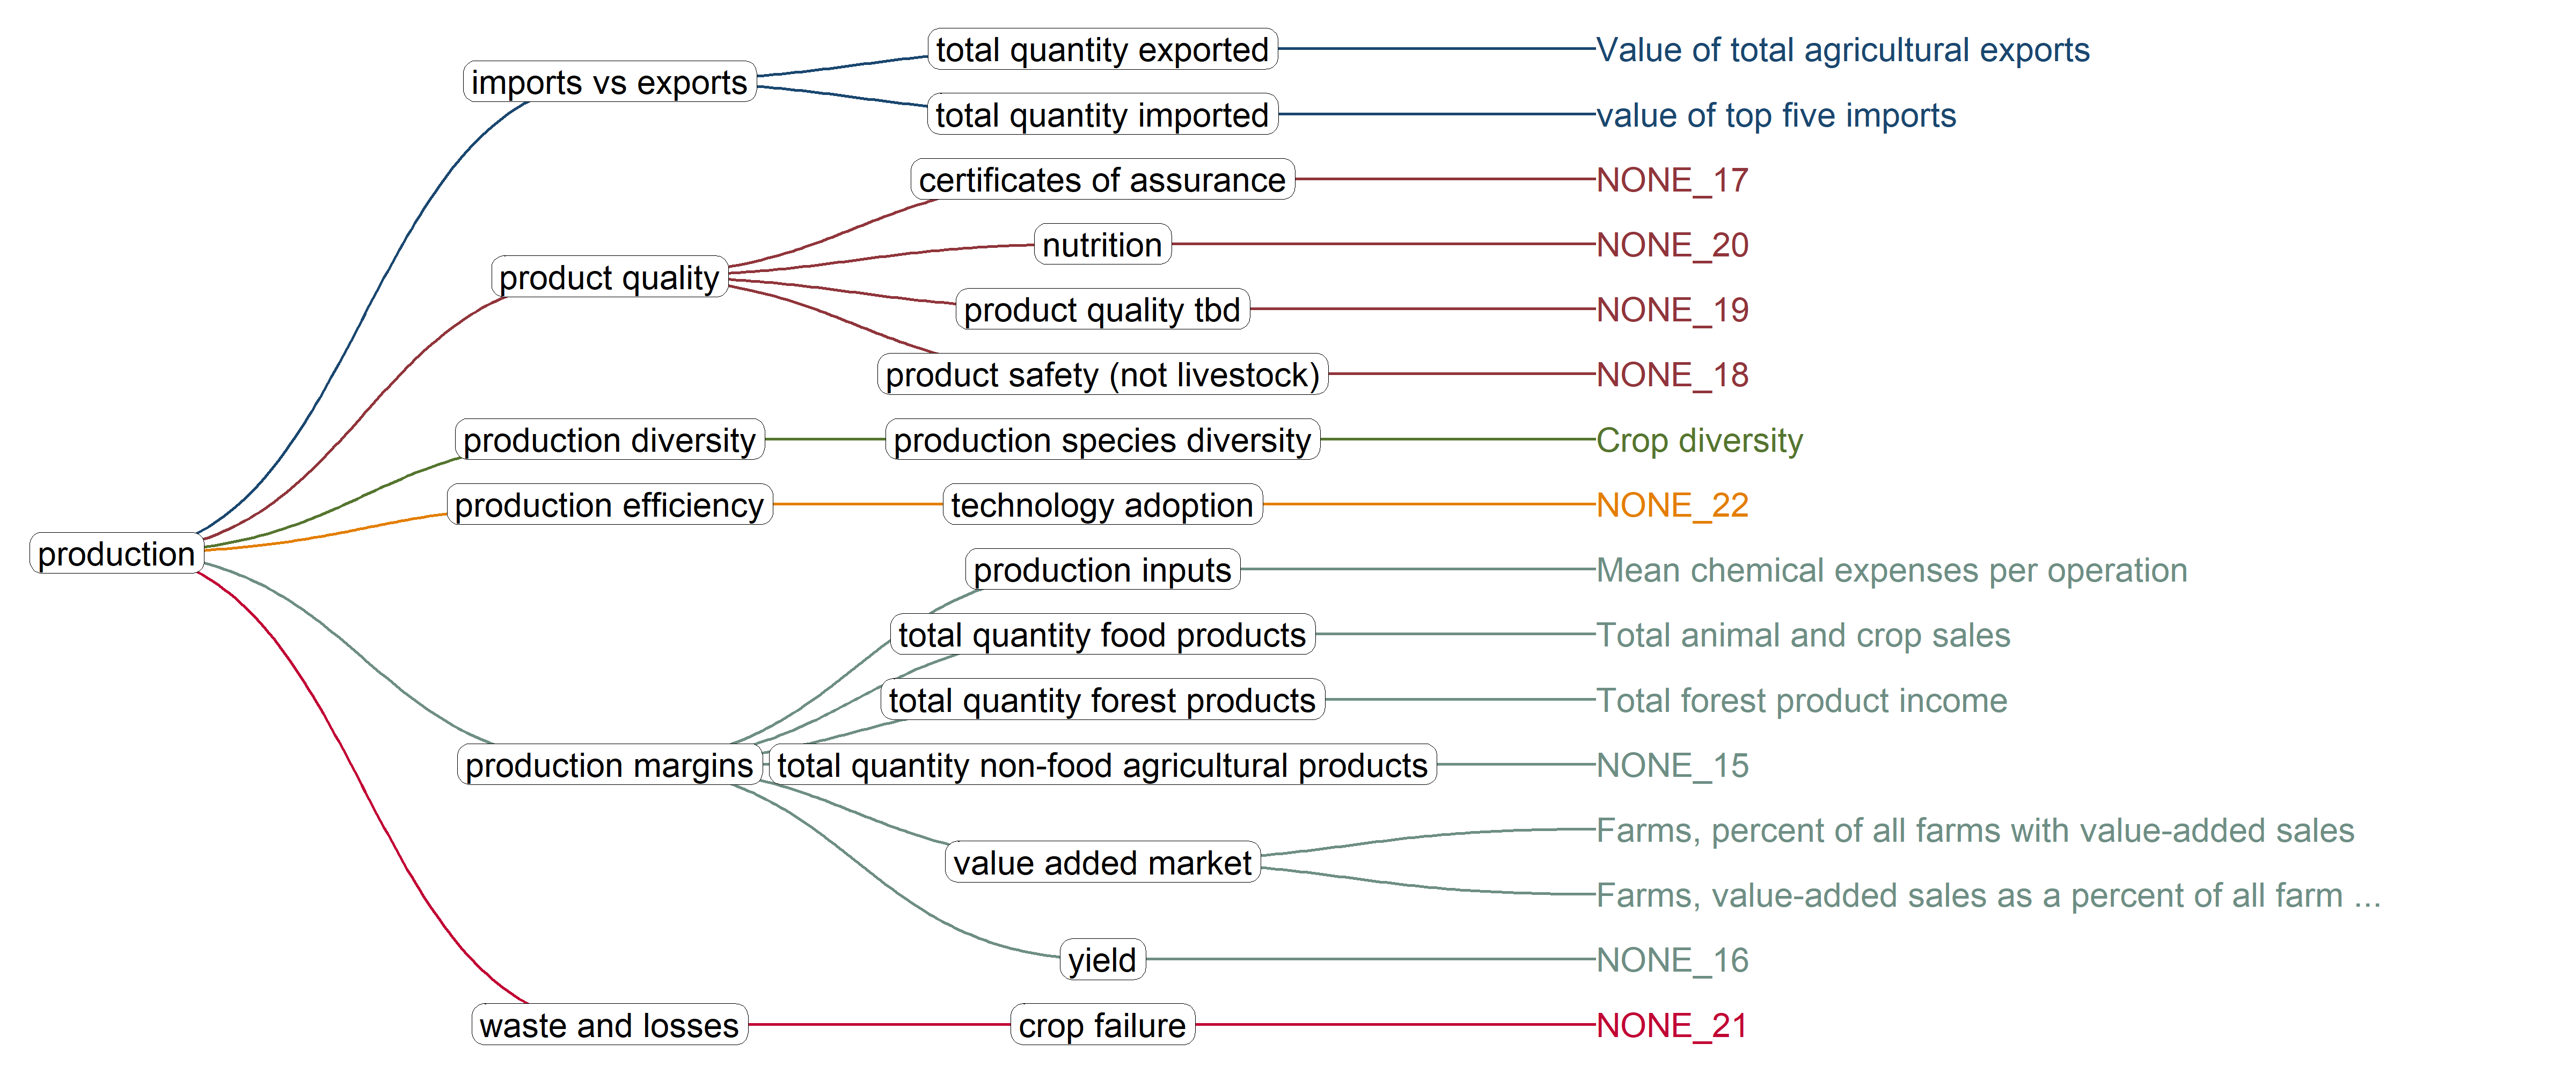 total quantity exported
Value of total agricultural exports
imports vs exports
total quantity imported
value of top five imports
certificates of assurance
NONE_17
nutrition
NONE_20
product quality
product quality tbd
NONE_19
product safety (not livestock)
NONE_18
production diversity
production species diversity
Crop diversity
production efficiency
technology adoption
NONE_22
production
production inputs
Mean chemical expenses per operation
total quantity food products
Total animal and crop sales
total quantity forest products
Total forest product income
production margins
total quantity non-food agricultural products
NONE_15
Farms, percent of all farms with value-added sales
value added market
Farms, value-added sales as a percent of all farm ...
yield
NONE_16
waste and losses
crop failure
NONE_21